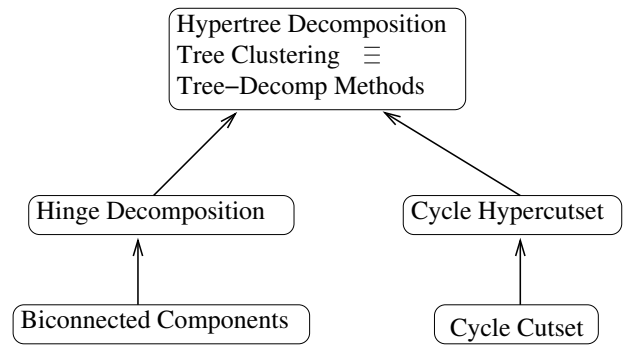 Hypertree Decomposition
Tree Clustering ≡
Tree–Decomp Methods
Hinge Decomposition
Cycle Hypercutset
Biconnected Components
Cycle Cutset